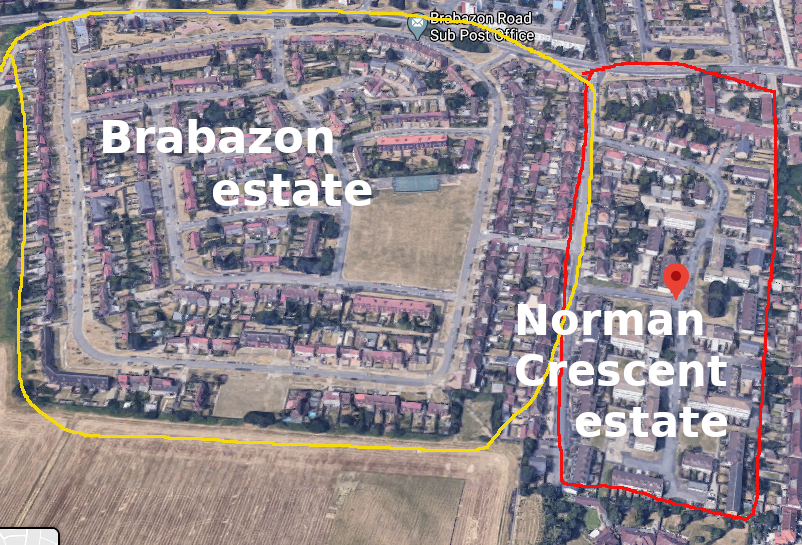 Brabazon Road
Sub Post Office
Brabazon
estate
Norman
Crescent
estate